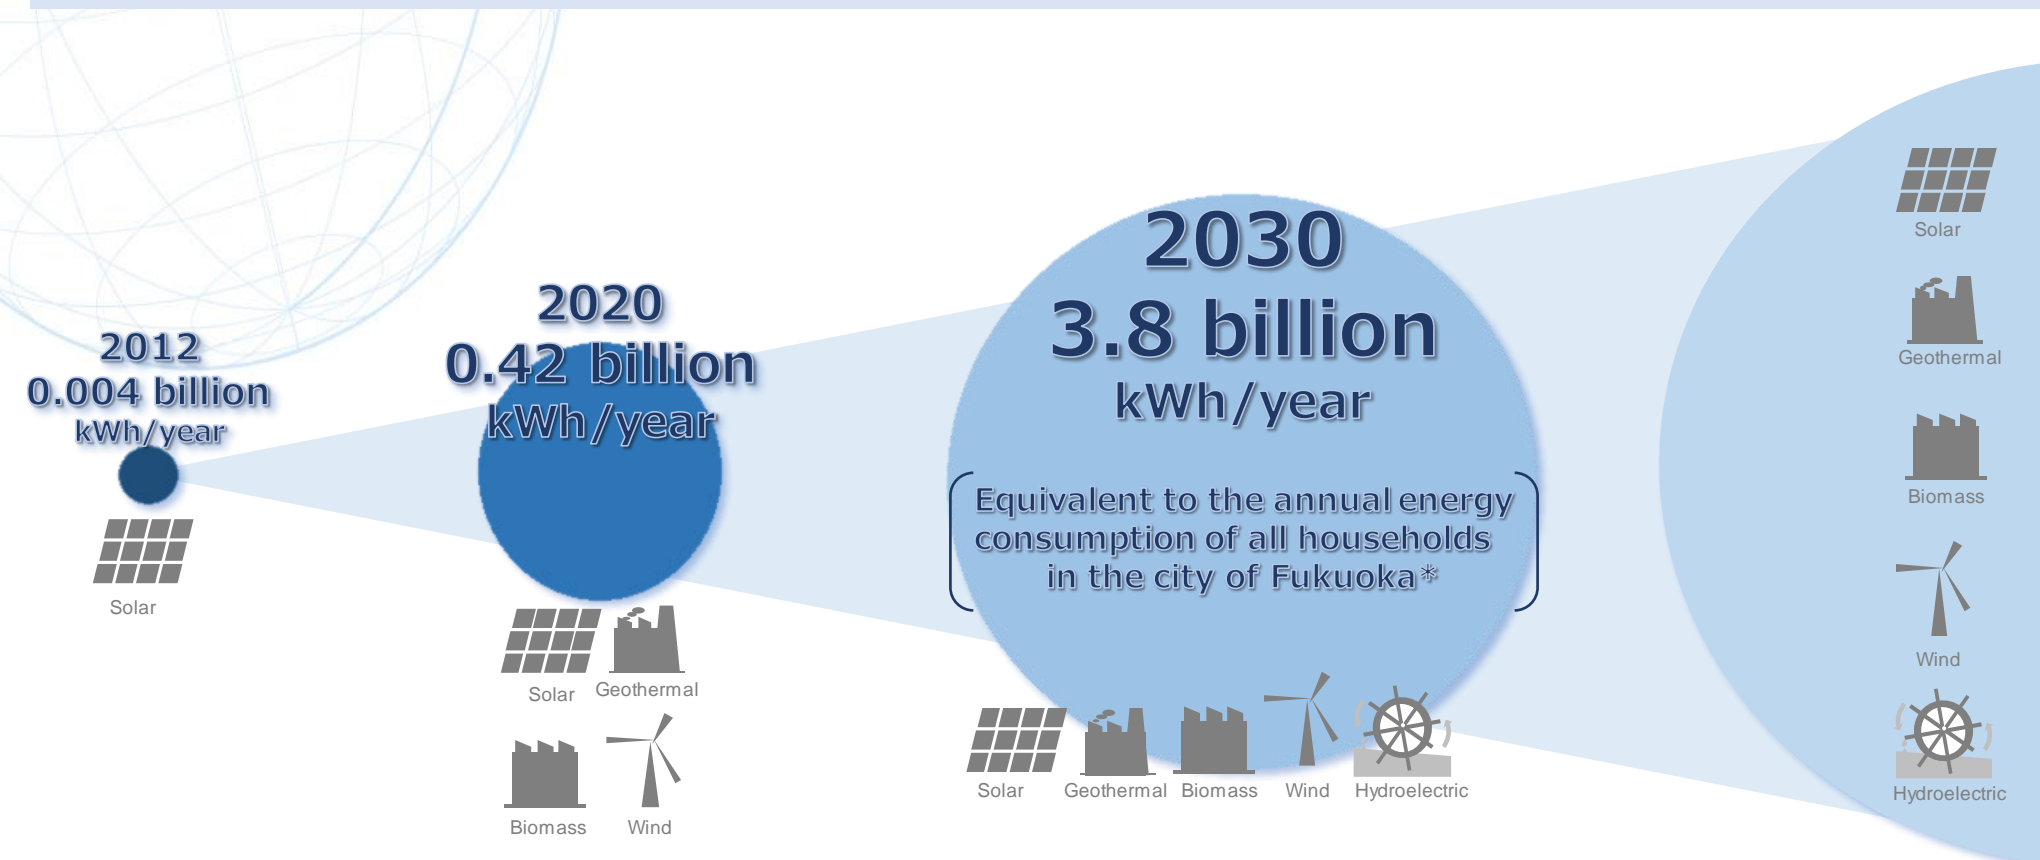 2012
0.004 billion
kWh/year
Solar
2020
0.42 billion
kWh/year
Solar
Geothermal
Biomass
Wind
2030
3.8 billion
kWh/year
Equivalent to the annual energy
consumption of all households
in the city of Fukuoka*
Solar
Geothermal
Biomass
Wind
Hydroelectric
Solar
Geothermal
Biomass
Wind
Hydroelectric